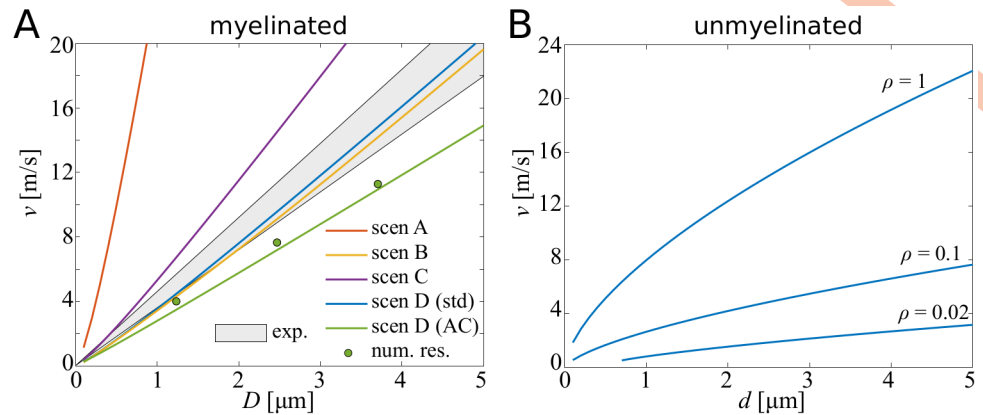 A
myelinated
20
16
12
8
4
0
v [m/s]
scen A
scen B
scen C
scen D (std)
scen D (AC)
num. res.
exp.
0
1
2
3
4
5
D [μm]
B
unmyelinated
24
20
16
12
8
4
0
v [m/s]
ρ = 1
ρ = 0.1
ρ = 0.02
0
1
2
3
4
5
d [μm]